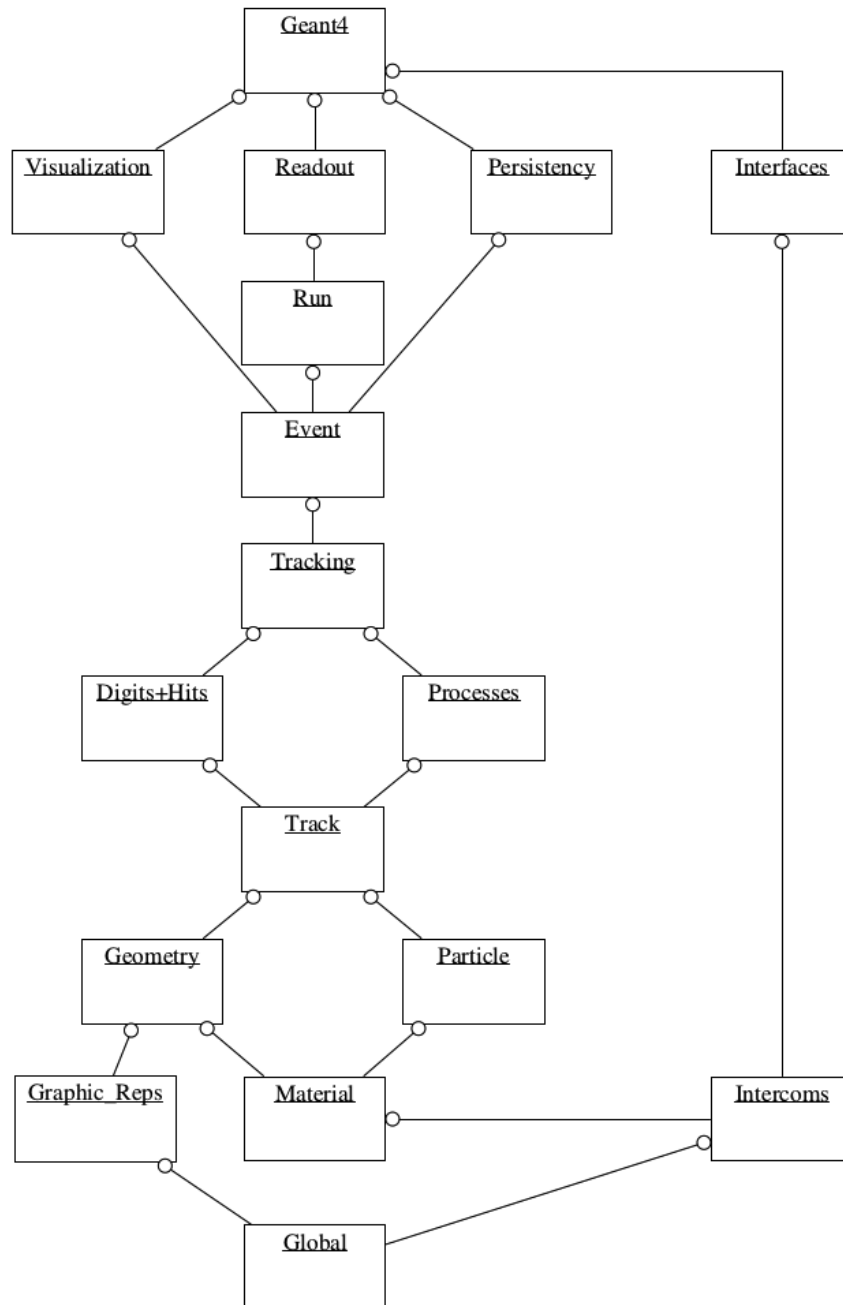 Geant4
Visualization
Readout
Persistency
Interfaces
Run
Event
Tracking
Digits+Hits
Processes
Track
Geometry
Particle
Graphic_Reps
Material
Intercoms
Global